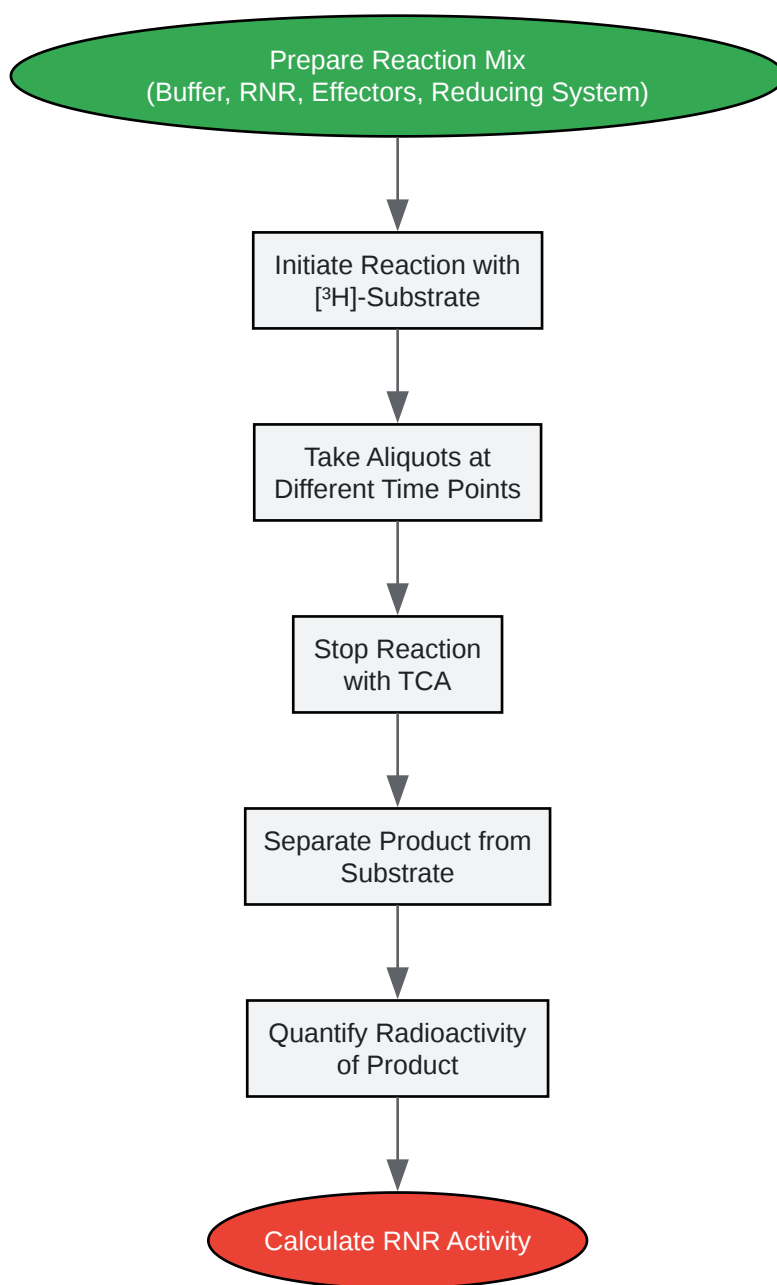 Prepare Reaction Mix
(Buffer, RNR, Effectors, Reducing System)
Initiate Reaction with
[³H]-Substrate
Take Aliquots at
Different Time Points
Stop Reaction
with TCA
Separate Product from
Substrate
Quantify Radioactivity
of Product
Calculate RNR Activity